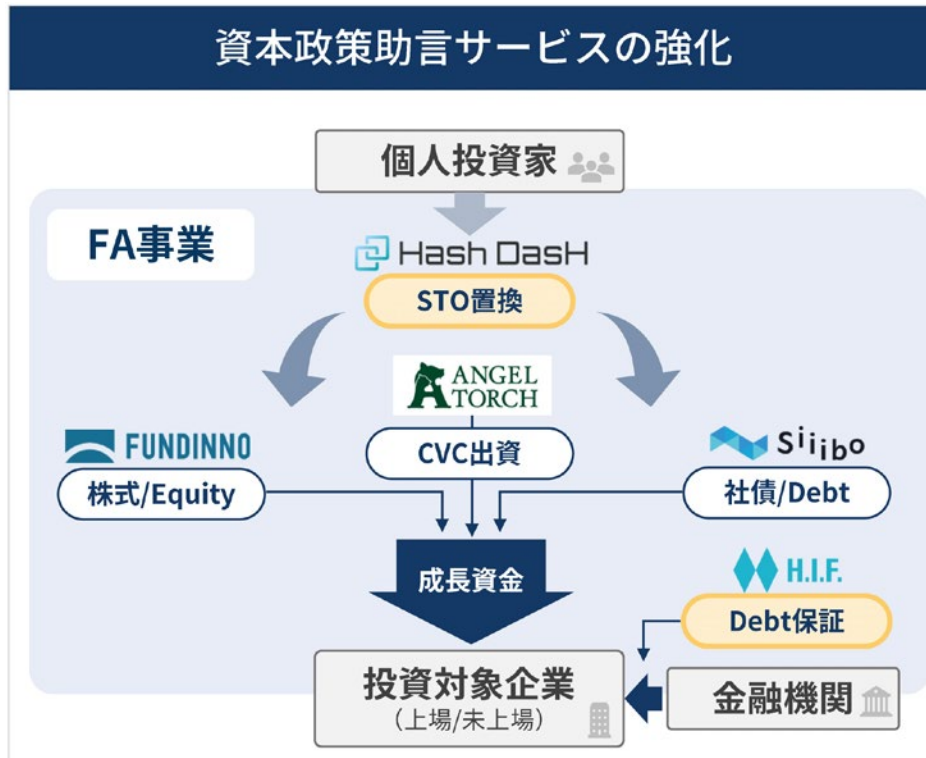 資本政策助言サービスの強化
個人投資家
FA事業
Hash DasH
STO置換
ANGEL
TORCH
FUNDINNO
CVC出資
Siiibo
株式/Equity
社債/Debt
成長資金
H.I.F.
Debt保証
投資対象企業
（上場/未上場）
金融機関